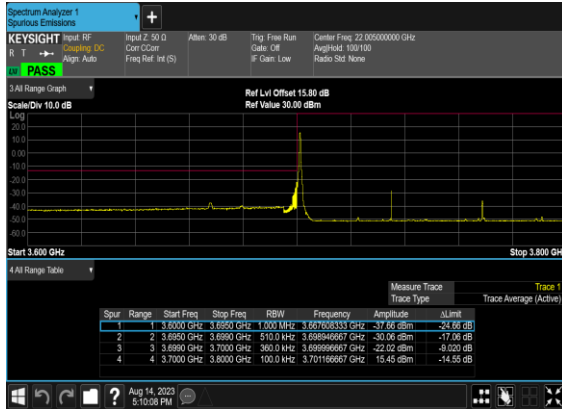 Spectrum Analyzer 1
Spurious Emissions
+
KEYSIGHT Input: RF Input Z: 50 Ω Atten: 30 dB Trig: Free Run Center Freq: 22.005000000 GHz
R T Coupling: DC Corr CCorr Gate: Off Avg|Hold: 100/100
Align: Auto Freq Ref: Int (S) IF Gain: Low Radio Std: None
PASS
3 All Range Graph Ref Lvl Offset 15.80 dB
Scale/Div 10.0 dB Ref Value 30.00 dBm
Log
20.0
10.0
0.00
-10.0
-20.0
-30.0
-40.0
-50.0
-60.0
Start 3.600 GHz Stop 3.800 GH
4 All Range Table
Measure Trace Trace 1
Trace Type Trace Average (Active)
Spur Range Start Freq Stop Freq RBW Frequency Amplitude ΔLimit
1 1 3.6000 GHz 3.6950 GHz 1.000 MHz 3.667608333 GHz -37.66 dBm -24.66 dB
2 2 3.6950 GHz 3.6990 GHz 510.0 kHz 3.698946667 GHz -30.06 dBm -17.06 dB
3 3 3.6990 GHz 3.7000 GHz 360.0 kHz 3.699996667 GHz -22.02 dBm -9.020 dB
4 4 3.7000 GHz 3.8000 GHz 100.0 kHz 3.701166667 GHz 15.45 dBm -14.55 dB
? Aug 14, 2023
5:10:08 PM